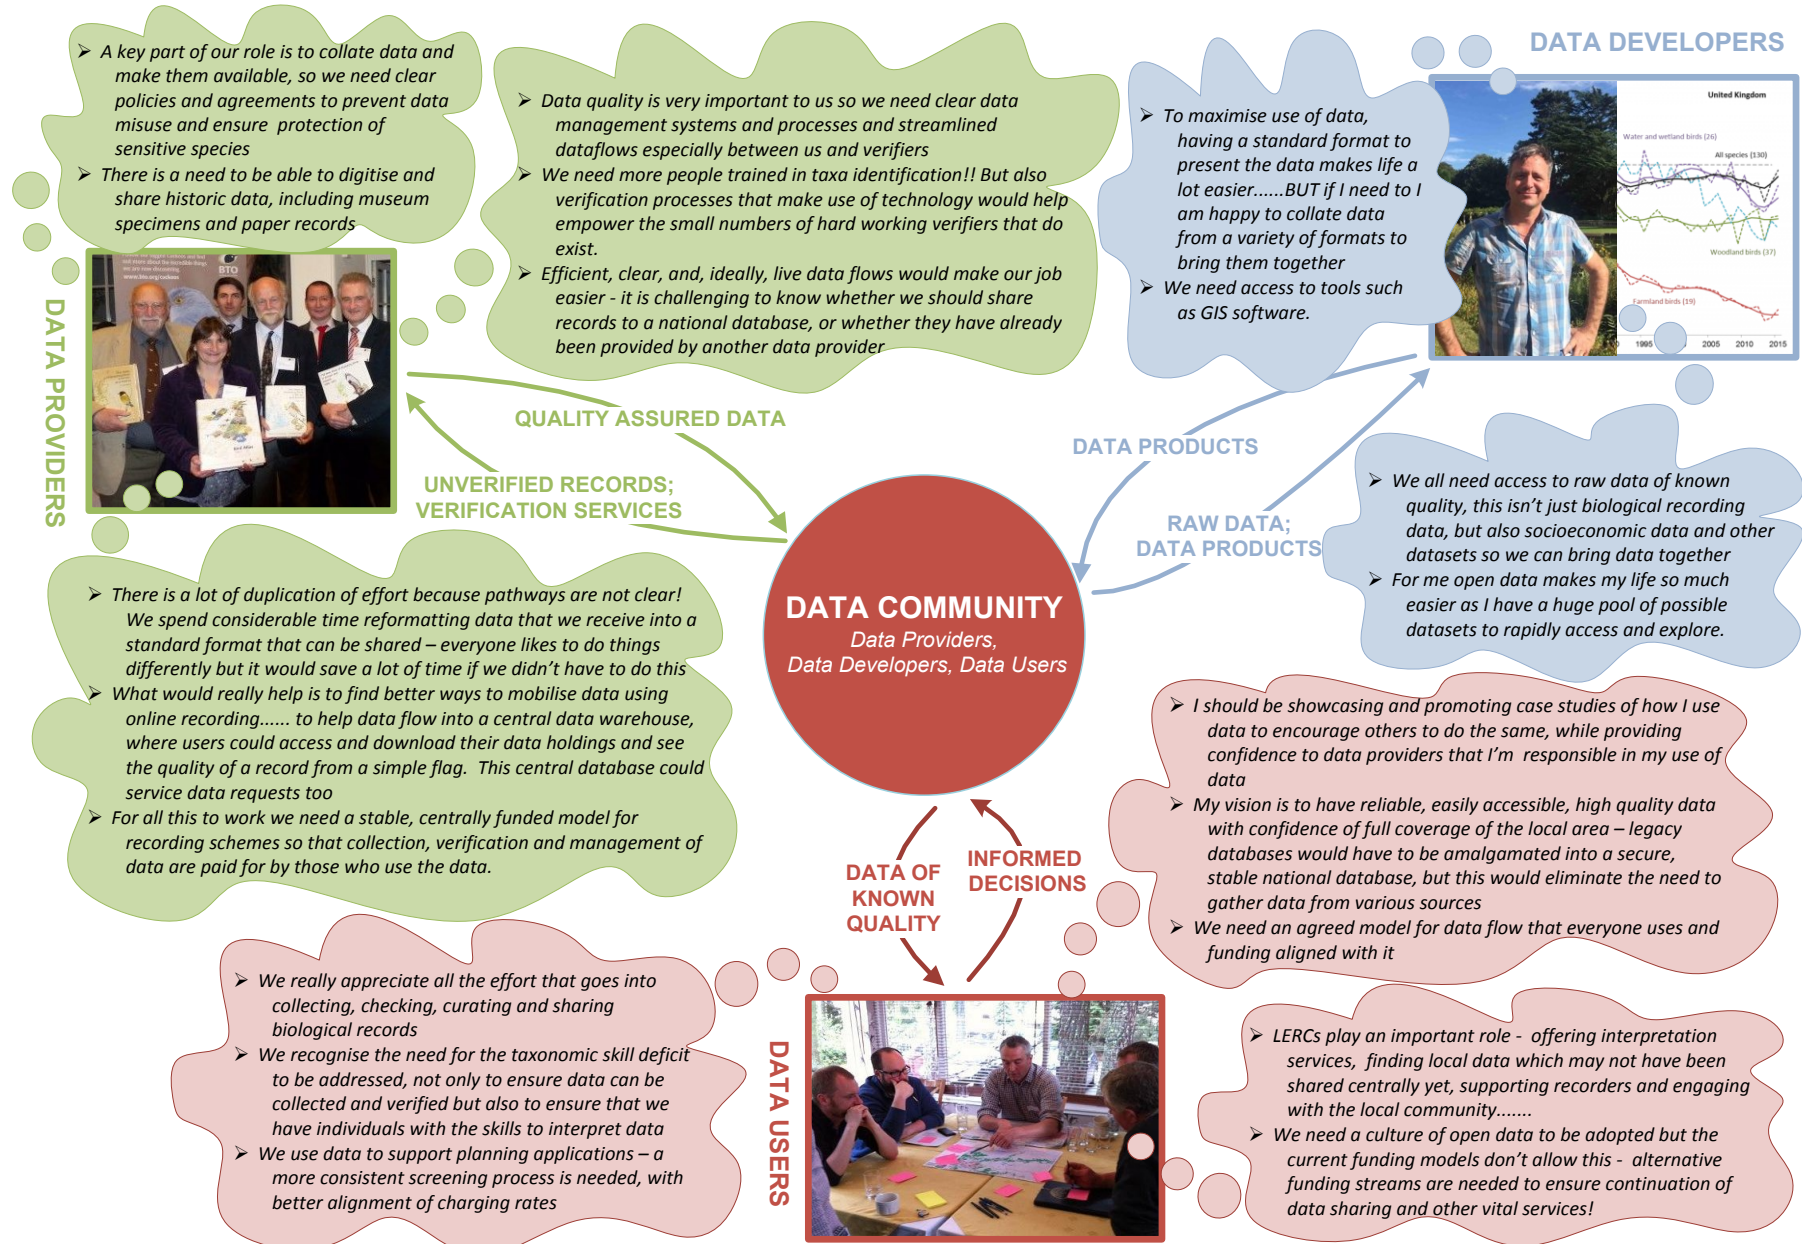 ➢ A key part of our role is to collate data and
make them available, so we need clear
policies and agreements to prevent data
misuse and ensure protection of
sensitive species
➢ There is a need to be able to digitise and
share historic data, including museum
specimens and paper records
➢ Data quality is very important to us so we need clear data
management systems and processes and streamlined
dataflows especially between us and verifiers
➢ We need more people trained in taxa identification!! But also
verification processes that make use of technology would help
empower the small numbers of hard working verifiers that do
exist.
➢ Efficient, clear, and, ideally, live data flows would make our job
easier - it is challenging to know whether we should share
records to a national database, or whether they have already
been provided by another data provider
DATA DEVELOPERS
➢ To maximise use of data,
having a standard format to
present the data makes life a
lot easier......BUT if I need to I
am happy to collate data
from a variety of formats to
bring them together
➢ We need access to tools such
as GIS software.
United Kingdom
Water and wetland birds (26)
All species (130)
Woodland birds (37)
Farmland birds (19)
1995 2005 2010 2015
DATA PROVIDERS
www.bto.org/cuckoos
BTO
QUALITY ASSURED DATA
UNVERIFIED RECORDS;
VERIFICATION SERVICES
DATA PRODUCTS
RAW DATA;
DATA PRODUCTS
➢ We all need access to raw data of known
quality, this isn't just biological recording
data, but also socioeconomic data and other
datasets so we can bring data together
➢ For me open data makes my life so much
easier as I have a huge pool of possible
datasets to rapidly access and explore.
DATA COMMUNITY
Data Providers,
Data Developers, Data Users
➢ There is a lot of duplication of effort because pathways are not clear!
We spend considerable time reformatting data that we receive into a
standard format that can be shared – everyone likes to do things
differently but it would save a lot of time if we didn't have to do this
➢ What would really help is to find better ways to mobilise data using
online recording...... to help data flow into a central data warehouse,
where users could access and download their data holdings and see
the quality of a record from a simple flag. This central database could
service data requests too
➢ For all this to work we need a stable, centrally funded model for
recording schemes so that collection, verification and management of
data are paid for by those who use the data.
➢ I should be showcasing and promoting case studies of how I use
data to encourage others to do the same, while providing
confidence to data providers that I'm responsible in my use of
data
➢ My vision is to have reliable, easily accessible, high quality data
with confidence of full coverage of the local area – legacy
databases would have to be amalgamated into a secure,
stable national database, but this would eliminate the need to
gather data from various sources
➢ We need an agreed model for data flow that everyone uses and
funding aligned with it
DATA OF
KNOWN
QUALITY
INFORMED
DECISIONS
➢ We really appreciate all the effort that goes into
collecting, checking, curating and sharing
biological records
➢ We recognise the need for the taxonomic skill deficit
to be addressed, not only to ensure data can be
collected and verified but also to ensure that we
have individuals with the skills to interpret data
➢ We use data to support planning applications – a
more consistent screening process is needed, with
better alignment of charging rates
DATA USERS
➢ LERCs play an important role - offering interpretation
services, finding local data which may not have been
shared centrally yet, supporting recorders and engaging
with the local community.......
➢ We need a culture of open data to be adopted but the
current funding models don't allow this - alternative
funding streams are needed to ensure continuation of
data sharing and other vital services!